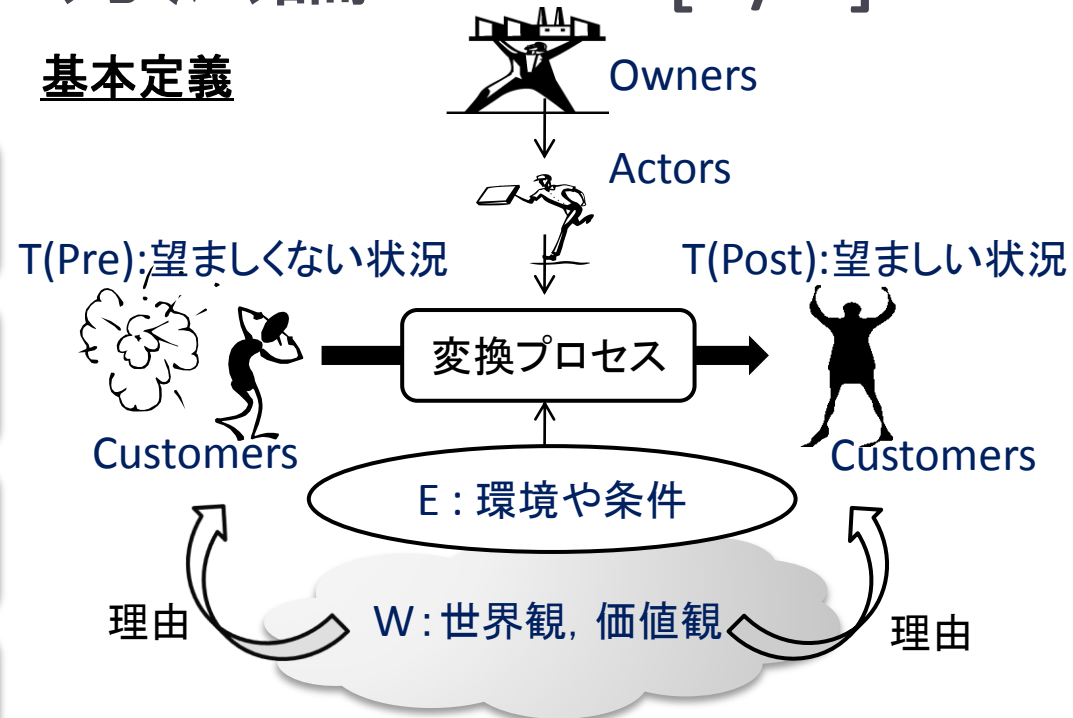 基本定義
Owners
Actors
T(Pre):望ましくない状況
T(Post):望ましい状況
変換プロセス
Customers
Customers
E : 環境や条件
W : 世界観, 価値観
理由
理由